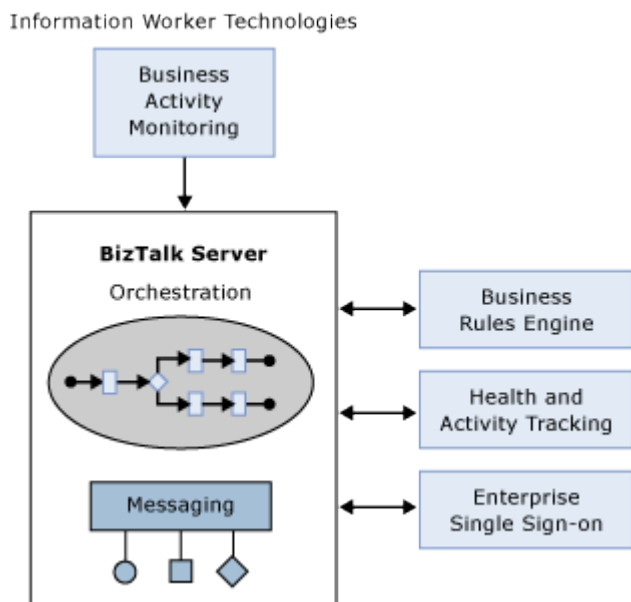 Information Worker Technologies
Business
Activity
Monitoring
BizTalk Server
Orchestration
Business
Rules Engine
Health and
Activity Tracking
Messaging
Enterprise
Single Sign-on